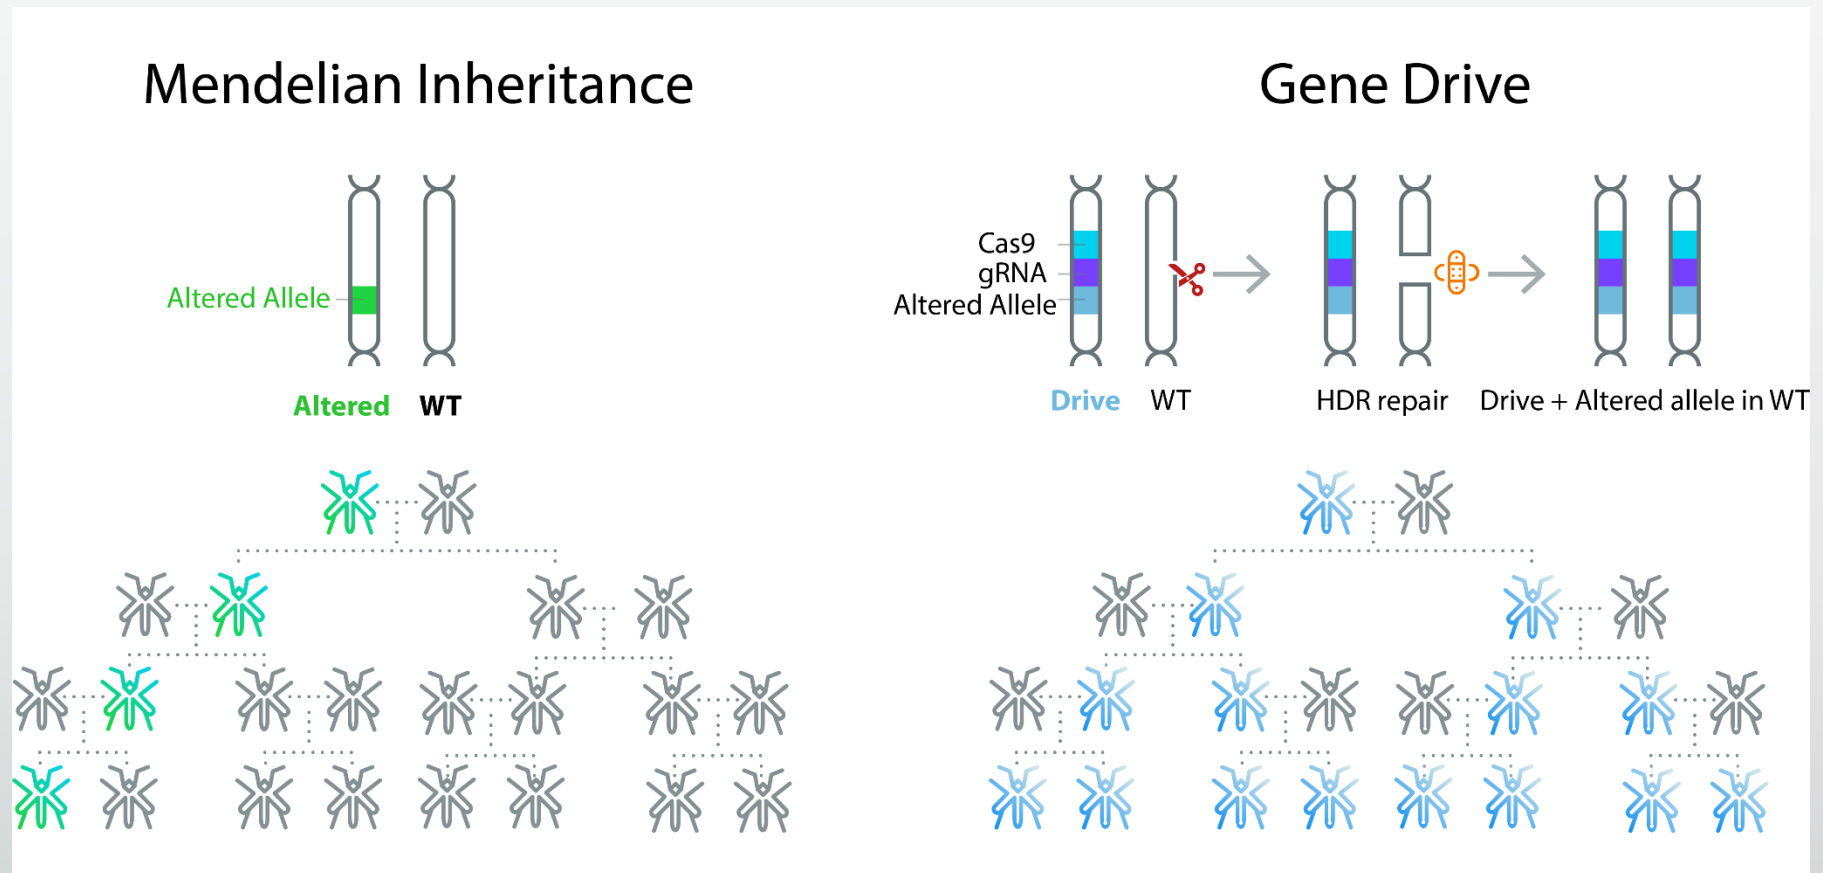 Mendelian Inheritance
Altered Allele
Altered WT
Gene Drive
Cas9
gRNA
Altered Allele
Drive WT
HDR repair
Drive + Altered allele in WT